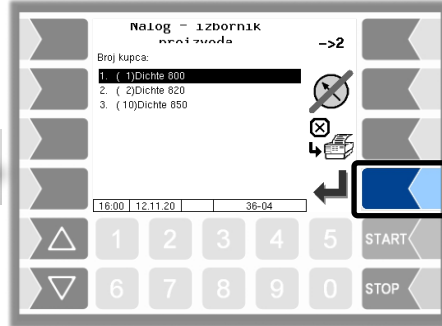 Nalog - izbornik
proizvoda
->2
Broj kupca:
1. ( 1)Dichte 800
2. ( 2)Dichte 820
3. ( 10)Dichte 850
16:00 12.11.20 36-04
1 2 3 4 5 START
6 7 8 9 0 STOP